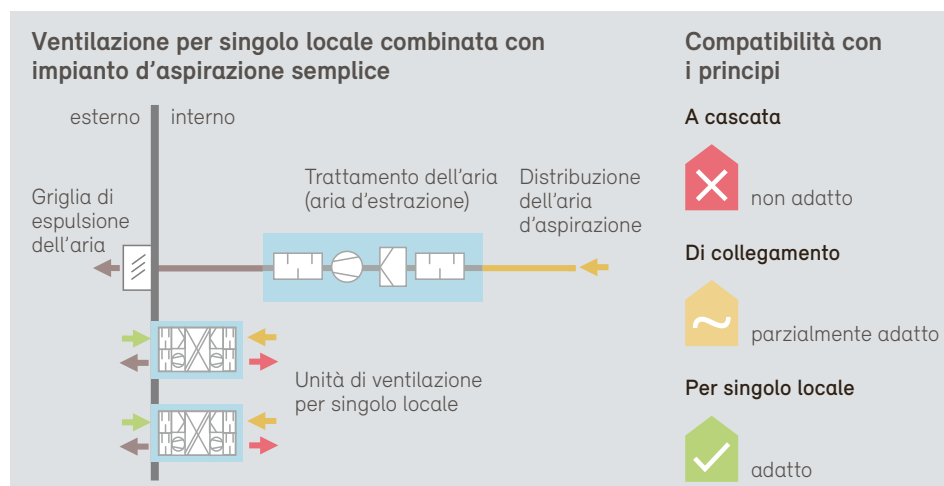 Ventilazione per singolo locale combinata con
impianto d'aspirazione semplice
esterno interno
Griglia di
espulsione
dell'aria
Trattamento dell'aria
(aria d'estrazione)
Distribuzione
dell'aria
d'aspirazione
Unità di ventilazione
per singolo locale
Compatibilità con
i principi
A cascata
non adatto
Di collegamento
parzialmente adatto
Per singolo locale
adatto